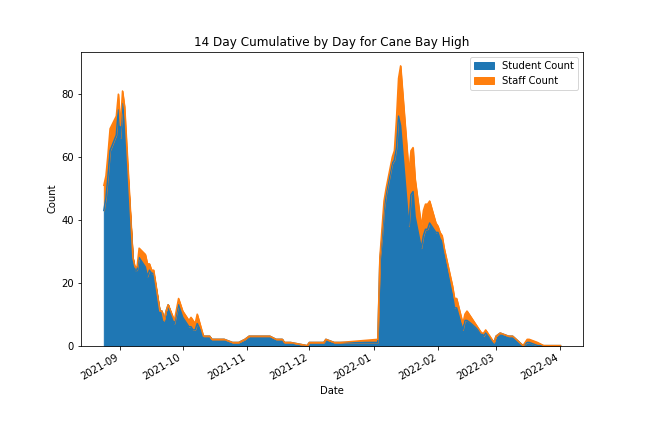 14 Day Cumulative by Day for Cane Bay High
Student Count
Staff Count
80
60
40
20
0
Count
2021-09
2021-10
2021-11
2021-12
2022-01
2022-02
2022-03
2022-04
Date